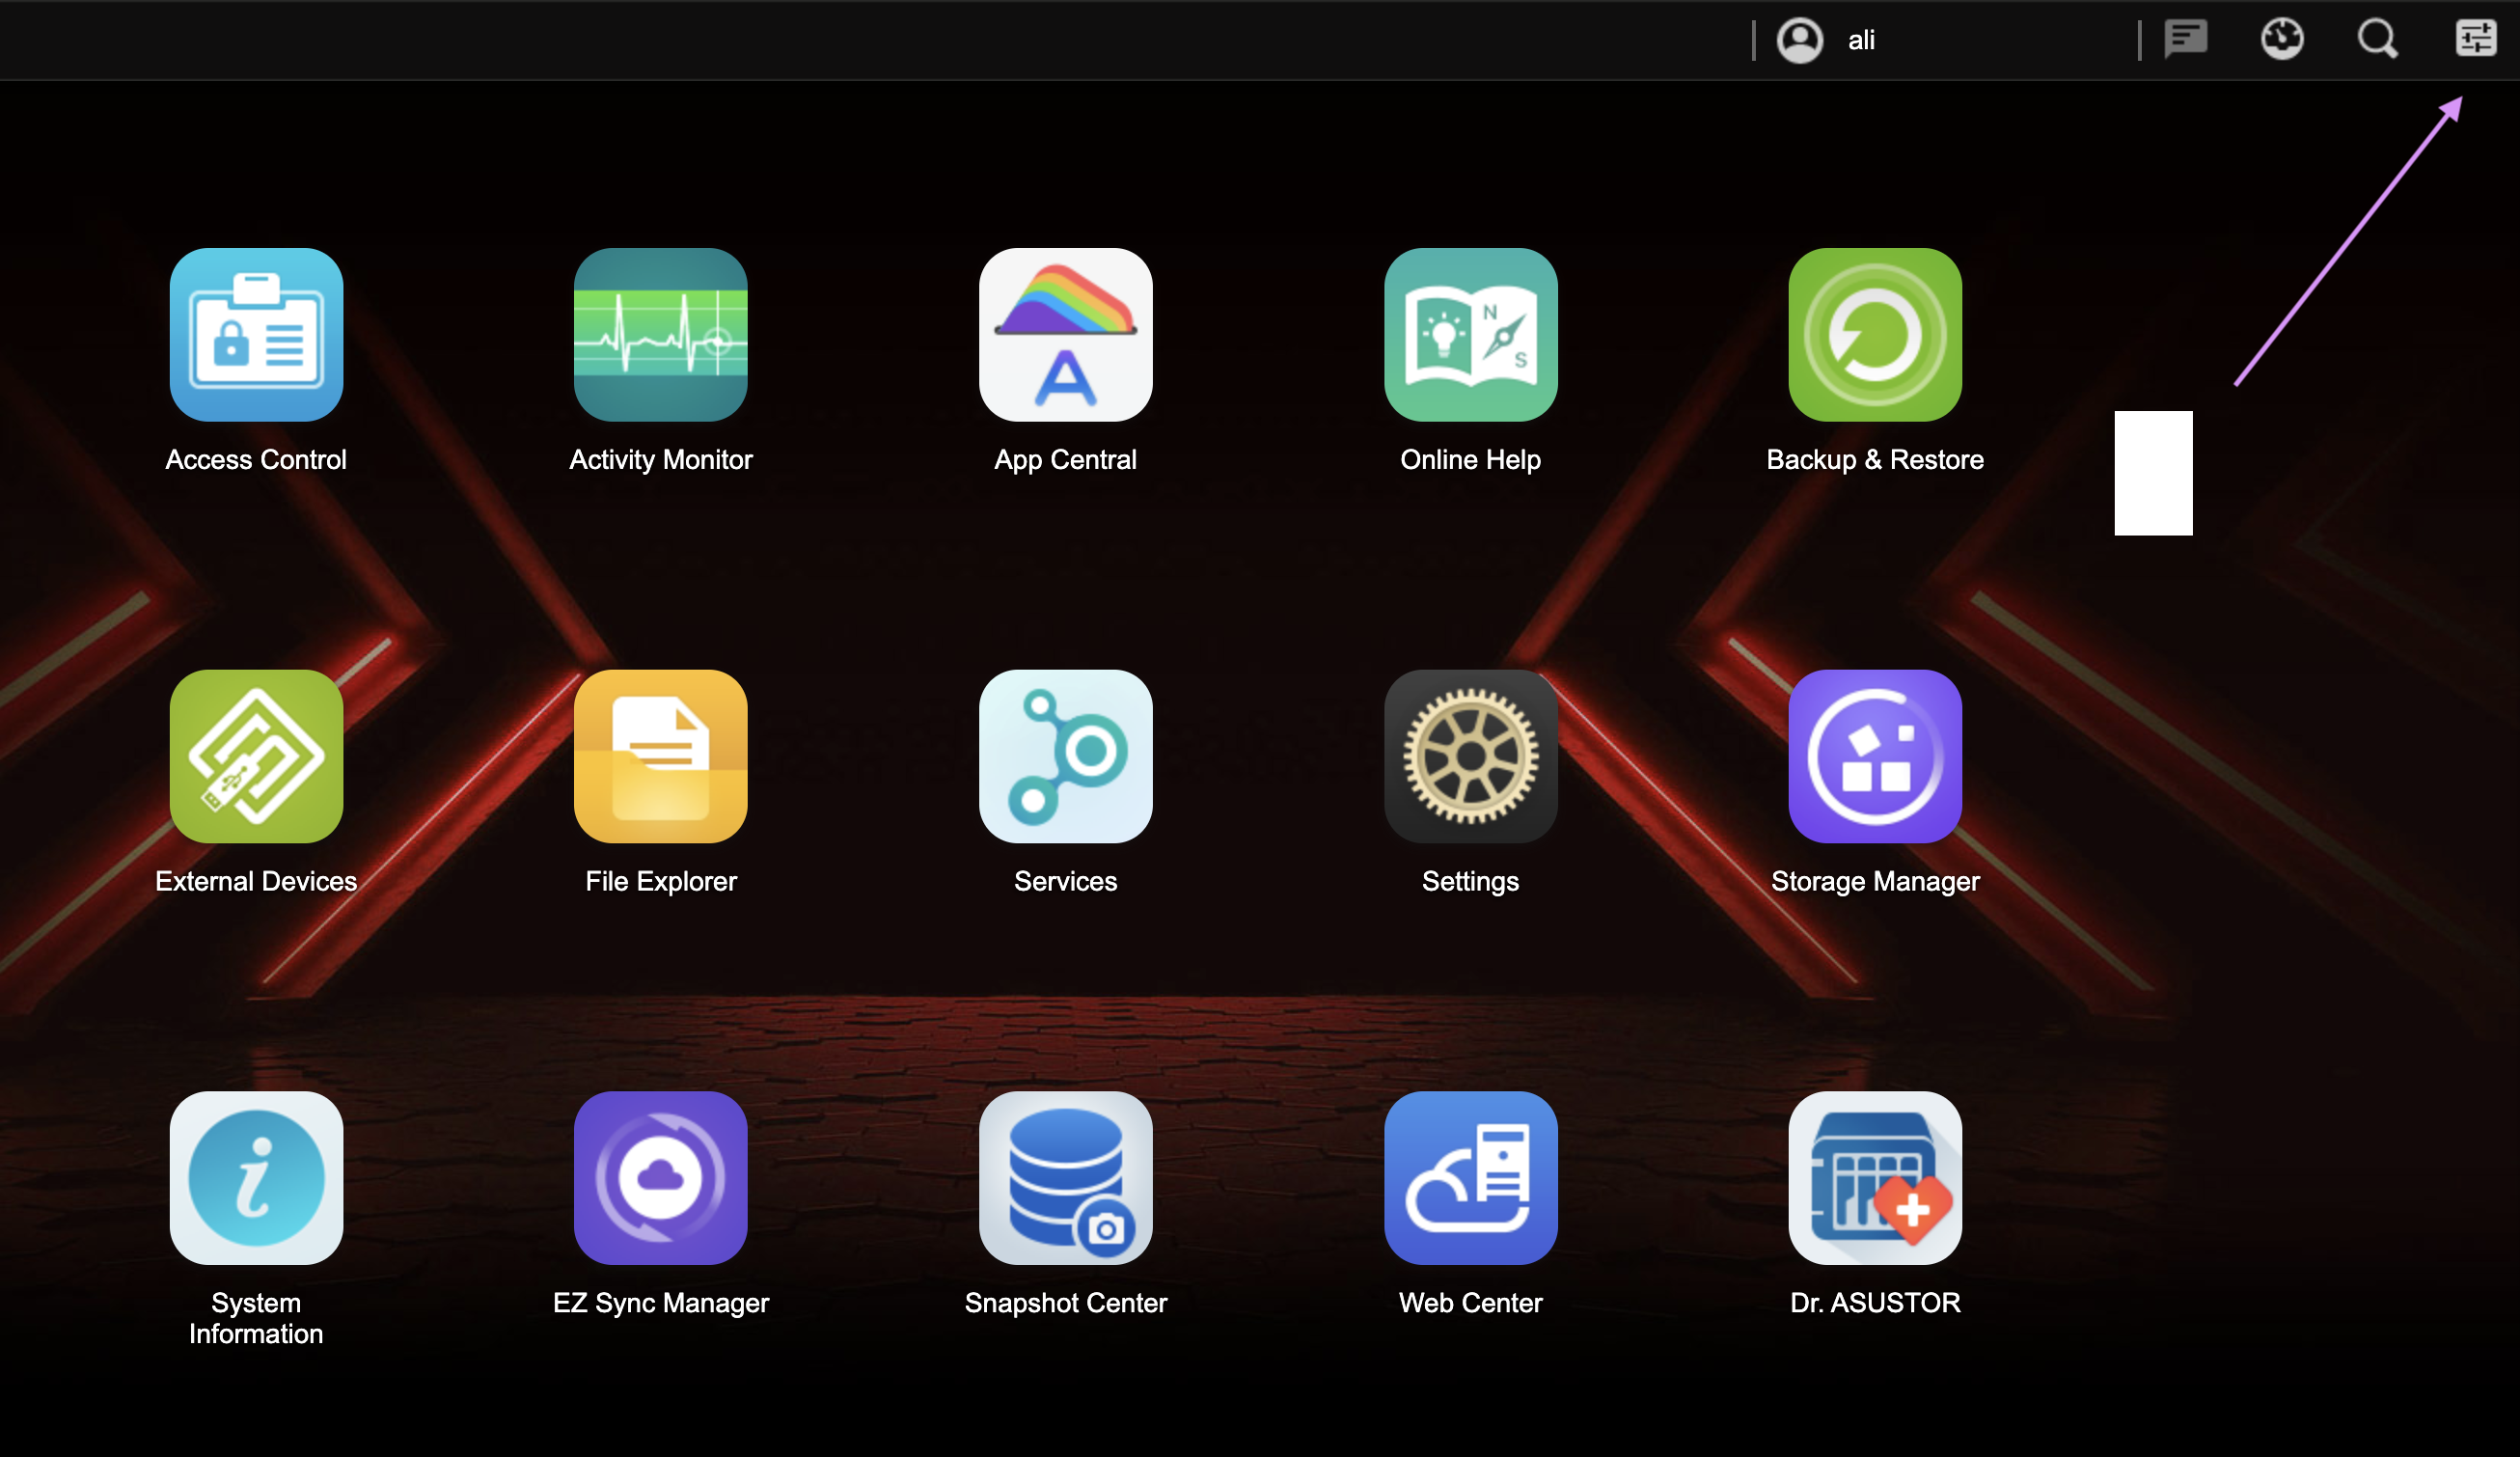 ali
Access Control
Activity Monitor
App Central
A
N
S
Online Help
Backup & Restore
External Devices
File Explorer
Services
Settings
Storage Manager
i
System
Information
EZ Sync Manager
Snapshot Center
Web Center
Dr. ASUSTOR